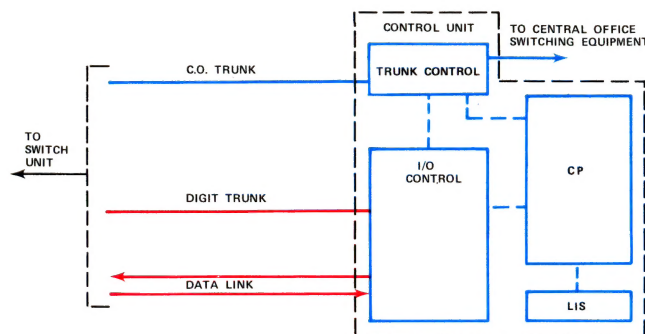 CONTROL UNIT
TO CENTRAL OFFICE
SWITCHING EQUIPMENT
TRUNK CONTROL
C.O. TRUNK
TO
SWITCH
UNIT
I/O
CONTROL
CP
DIGIT TRUNK
DATA LINK
LIS